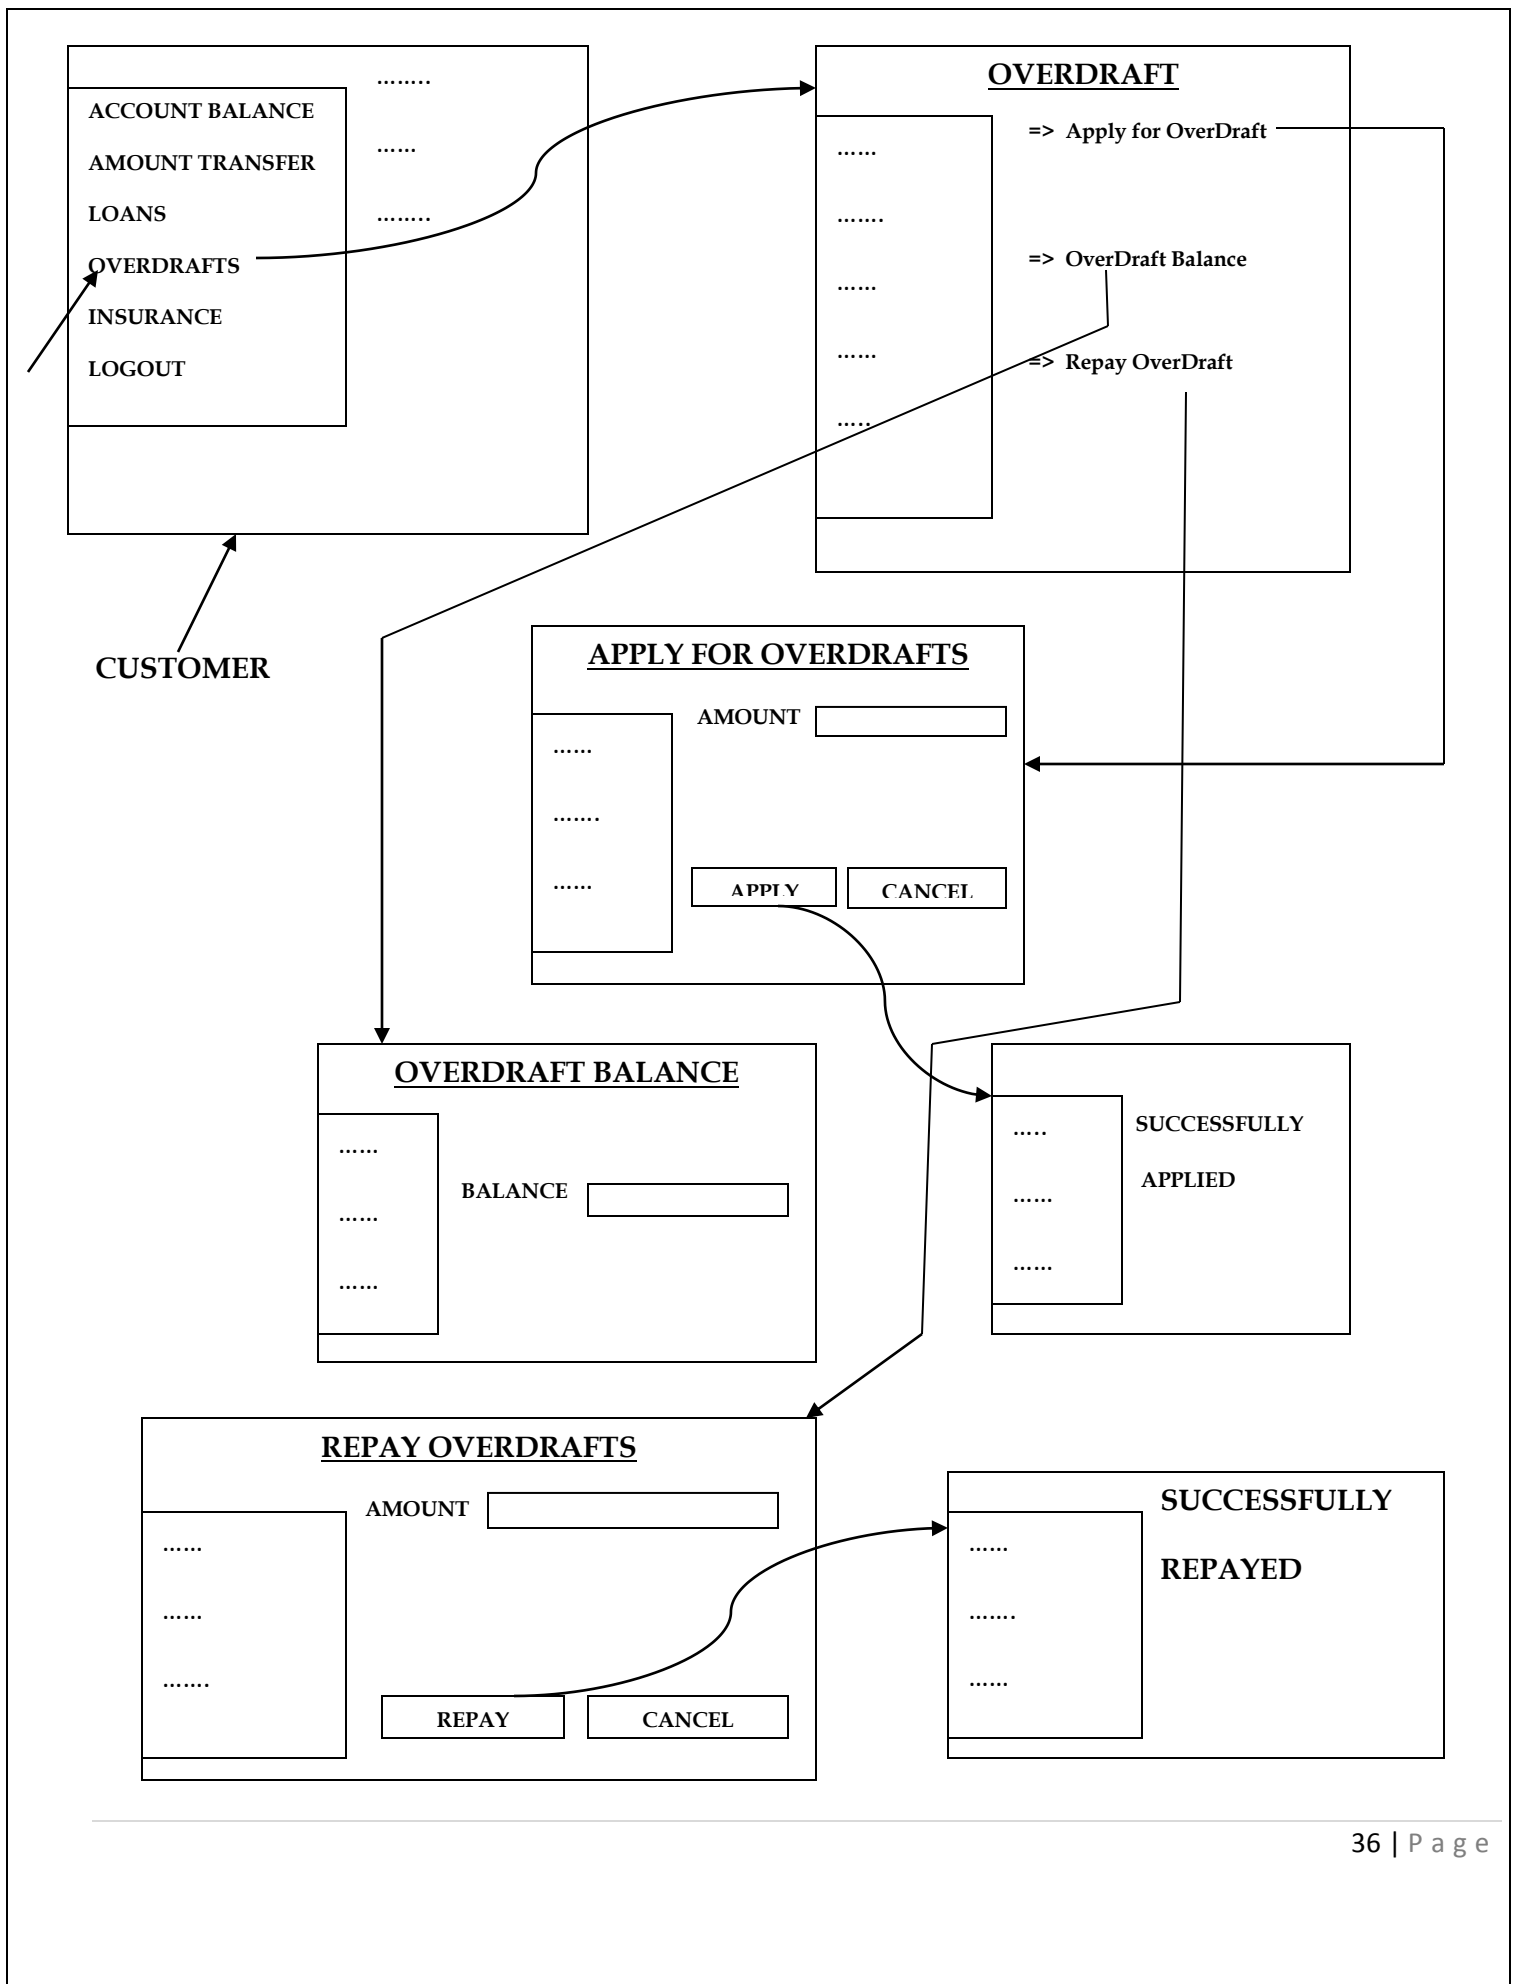 ……..
ACCOUNT BALANCE
……
AMOUNT TRANSFER
LOANS
……..
OVERDRAFTS
INSURANCE
LOGOUT
CUSTOMER
OVERDRAFT
=> Apply for OverDraft
……
…….
=> OverDraft Balance
……
……
=> Repay OverDraft
…..
APPLY FOR OVERDRAFTS
AMOUNT
……
…….
……
APPLY
CANCEL
OVERDRAFT BALANCE
……
BALANCE
……
……
…..
SUCCESSFULLY
APPLIED
……
……
REPAY OVERDRAFTS
AMOUNT
……
……
…….
REPAY
CANCEL
SUCCESSFULLY
……
REPAYED
…….
……
36 | Page